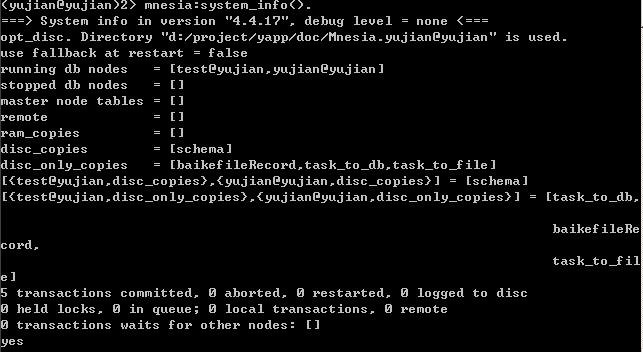 (yujian@yujian)2> mnesia:system_info().
===> System info in version "4.4.17", debug level = none <===
opt_disc. Directory "d:/project/yapp/doc/Mnesia.yujian@yujian" is used.
use fallback at restart = false
running db nodes   = [test@yujian,yujian@yujian]
stopped db nodes   = []
master node tables = []
remote             = []
ram_copies         = []
disc_copies        = [schema]
disc_only_copies   = [baikefileRecord,task_to_db,task_to_file]
[{test@yujian,disc_copies},{yujian@yujian,disc_copies}] = [schema]
[{test@yujian,disc_only_copies},{yujian@yujian,disc_only_copies}] = [task_to_db,
baikefileRe
cord,
task_to_fil
e]
5 transactions committed, 0 aborted, 0 restarted, 0 logged to disc
0 held locks, 0 in queue; 0 local transactions, 0 remote
0 transactions waits for other nodes: []
yes